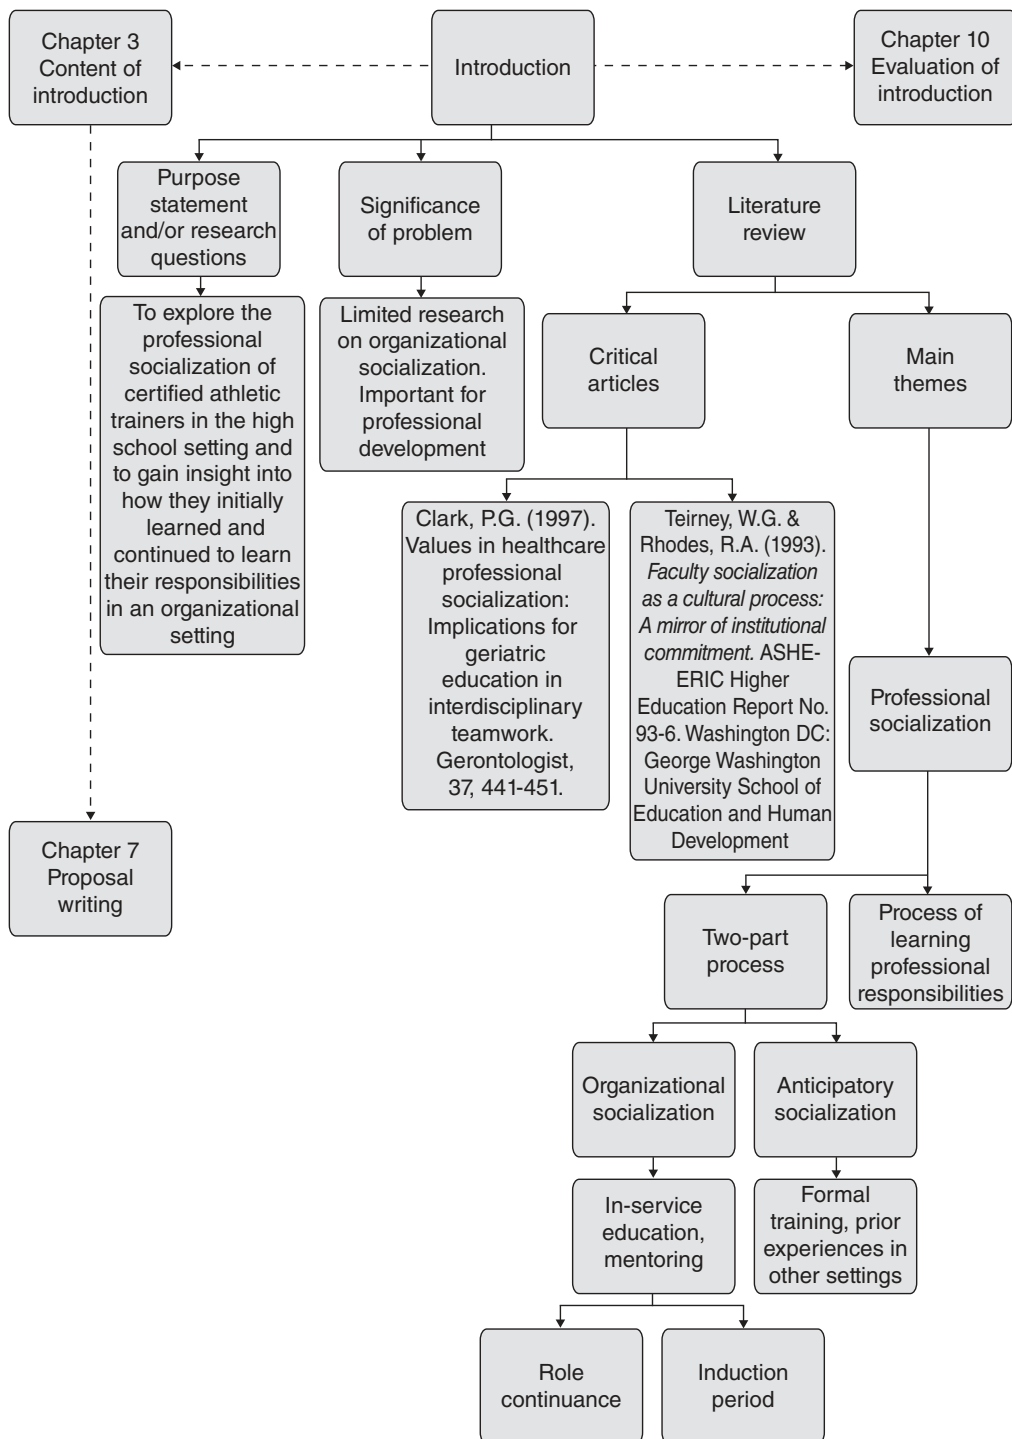 Chapter 3
Content of
introduction
Introduction
Chapter 10
Evaluation of
introduction
Purpose
statement
and/or research
questions
Significance
of problem
Literature
review
To explore the
professional
socialization of
certified athletic
trainers in the high
school setting and
to gain insight into
how they initially
learned and
continued to learn
their responsibilities
in an organizational
setting
Limited research
on organizational
socialization.
Important for
professional
development
Critical
articles
Main
themes
Clark, P.G. (1997).
Values in healthcare
professional
socialization:
Implications for
geriatric
education in
interdisciplinary
teamwork.
Gerontologist,
37, 441-451.
Teirney, W.G. &
Rhodes, R.A. (1993).
Faculty socialization
as a cultural process:
A mirror of institutional
commitment. ASHE-
ERIC Higher
Education Report No.
93-6. Washington DC:
George Washington
University School of
Education and Human
Development
Professional
socialization
Chapter 7
Proposal
writing
Two-part
process
Process of
learning
professional
responsibilities
Organizational
socialization
Anticipatory
socialization
In-service
education,
mentoring
Formal
training, prior
experiences in
other settings
Role
continuance
Induction
period